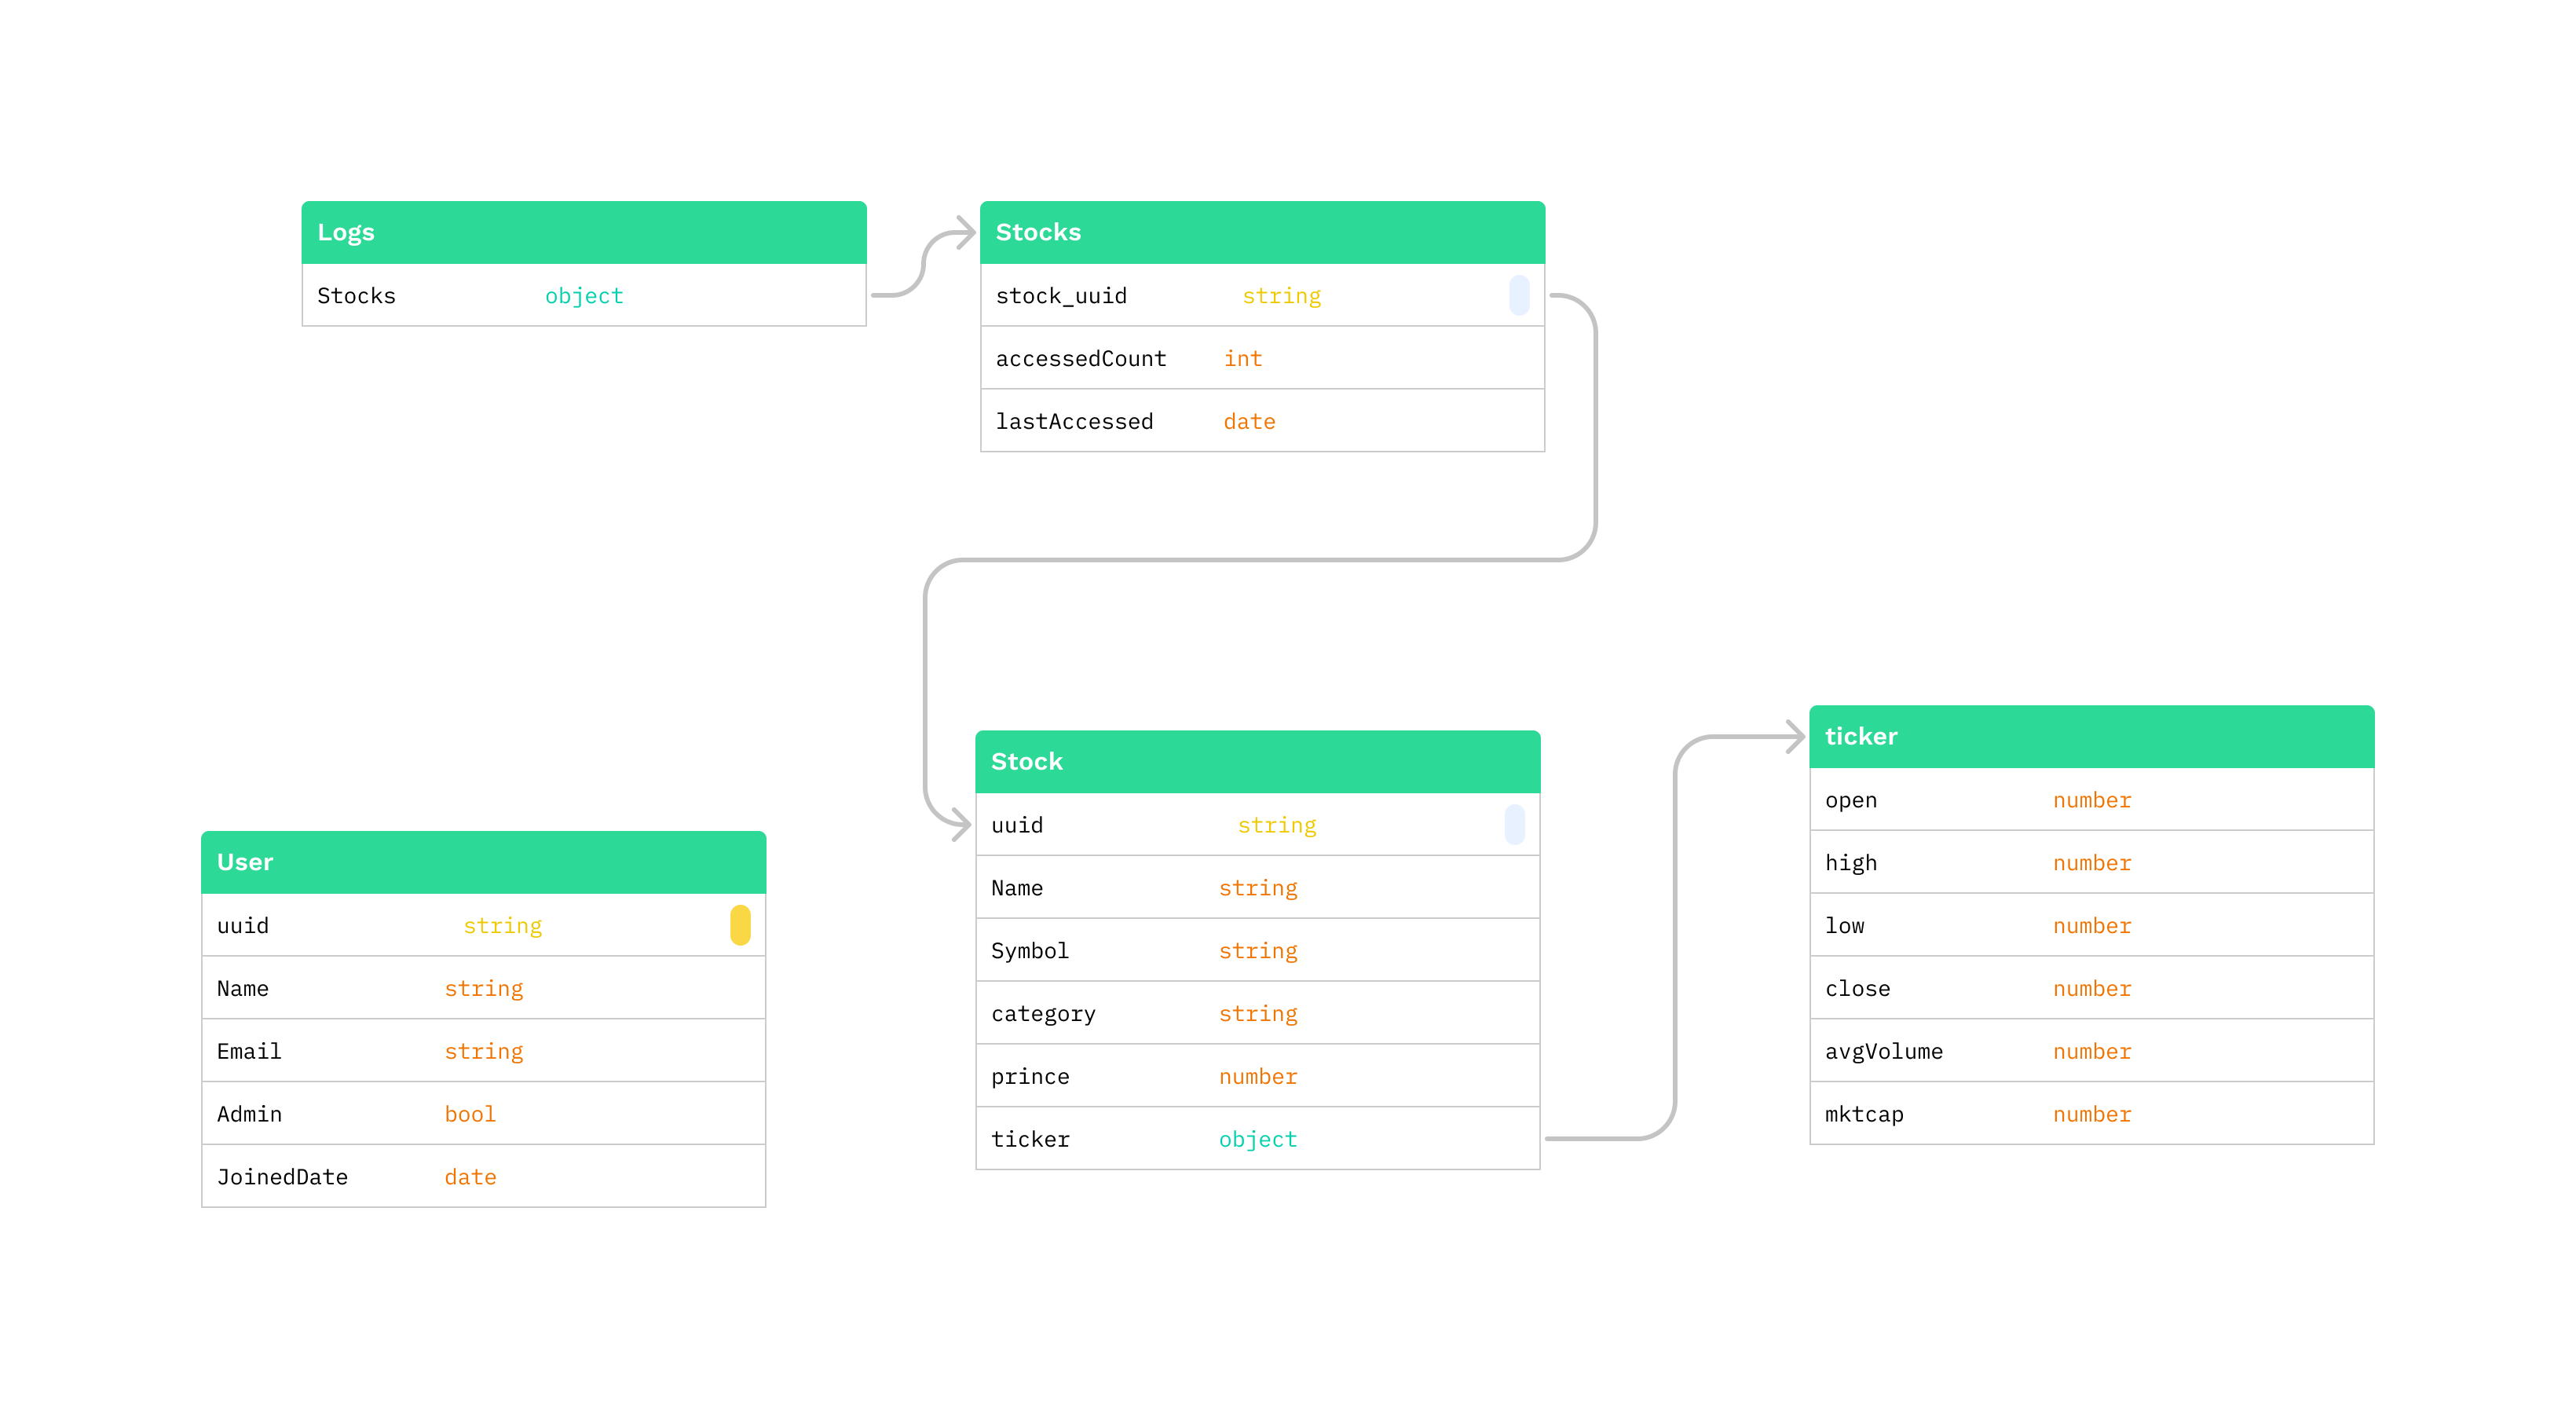 Logs
Stocks object
Stocks
stock_uuid string
accessedCount int
lastAccessed date
User
uuid string
Name string
Email string
Admin bool
JoinedDate date
Stock
uuid string
Name string
Symbol string
category string
prince number
ticker object
ticker
open number
high number
low number
close number
avgVolume number
mktcap number